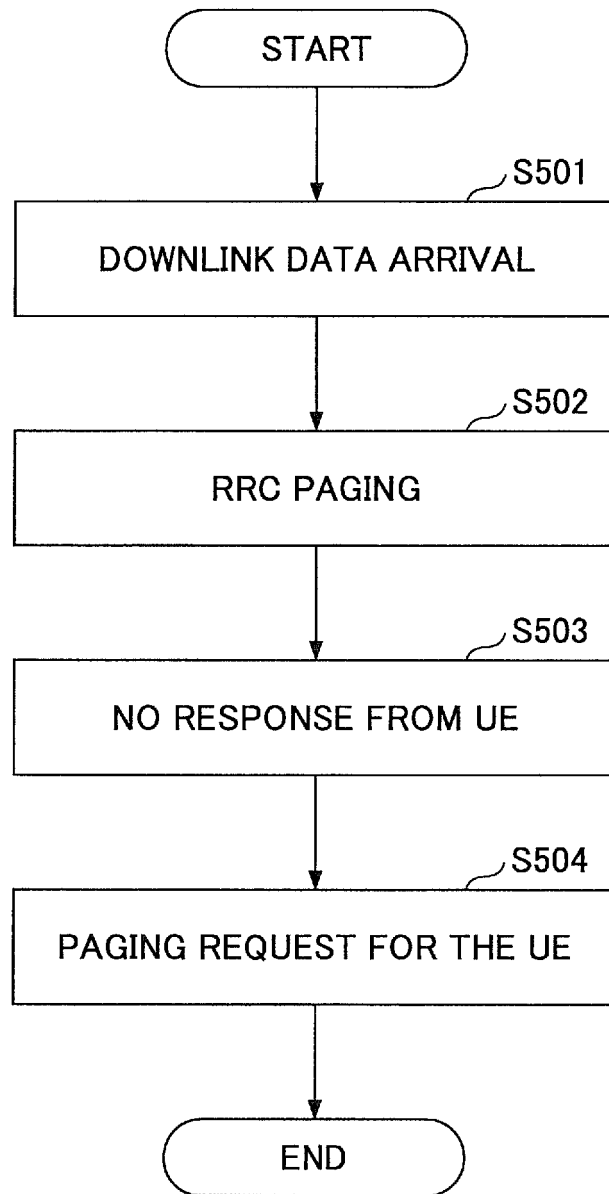 START
S501
DOWNLINK DATA ARRIVAL
S502
RRC PAGING
S503
NO RESPONSE FROM UE
S504
PAGING REQUEST FOR THE UE
END